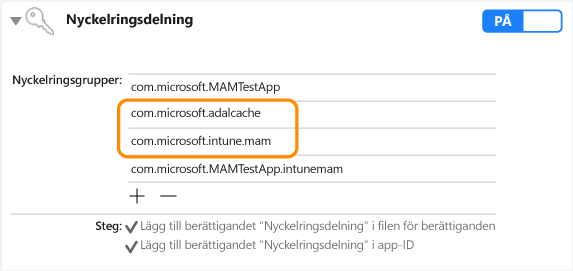 Nyckelringsdelning
PÅ
Nyckelringsgrupper:
com.microsoft.MAMTestApp
com.microsoft.adalcache
com.microsoft.intune.mam
com.microsoft.MAMTestApp.intunemam
Steg: Lägg till berättigandet "Nyckelringsdelning" i filen för berättiganden
Lägg till berättigandet "Nyckelringsdelning" i app-ID